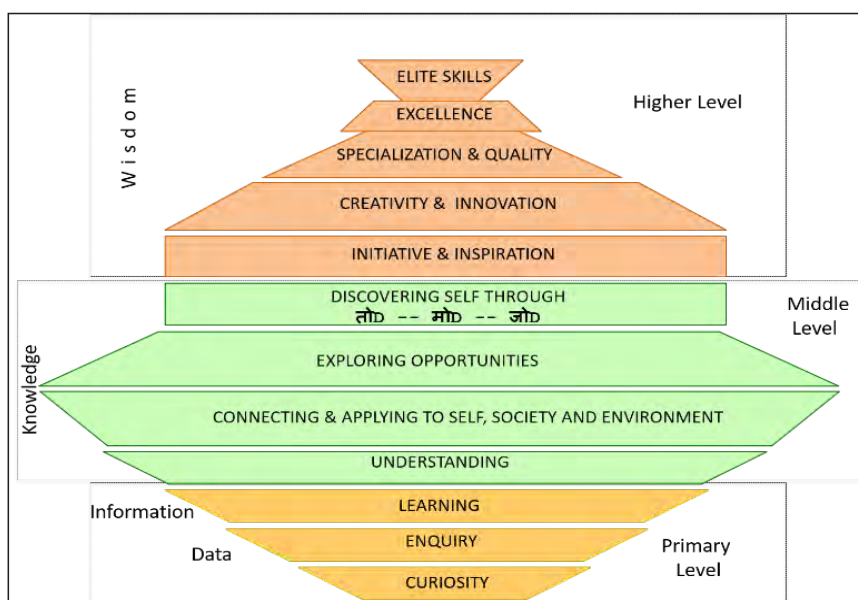 ELITE SKILLS
Higher Level
EXCELLENCE
Wisdom
SPECIALIZATION & QUALITY
CREATIVITY & INNOVATION
INITIATIVE & INSPIRATION
DISCOVERING SELF THROUGH
तोD -- मोD -- जोD
Middle
Level
EXPLORING OPPORTUNITIES
Knowledge
CONNECTING & APPLYING TO SELF, SOCIETY AND ENVIRONMENT
UNDERSTANDING
Information
LEARNING
ENQUIRY
Data
Primary
Level
CURIOSITY